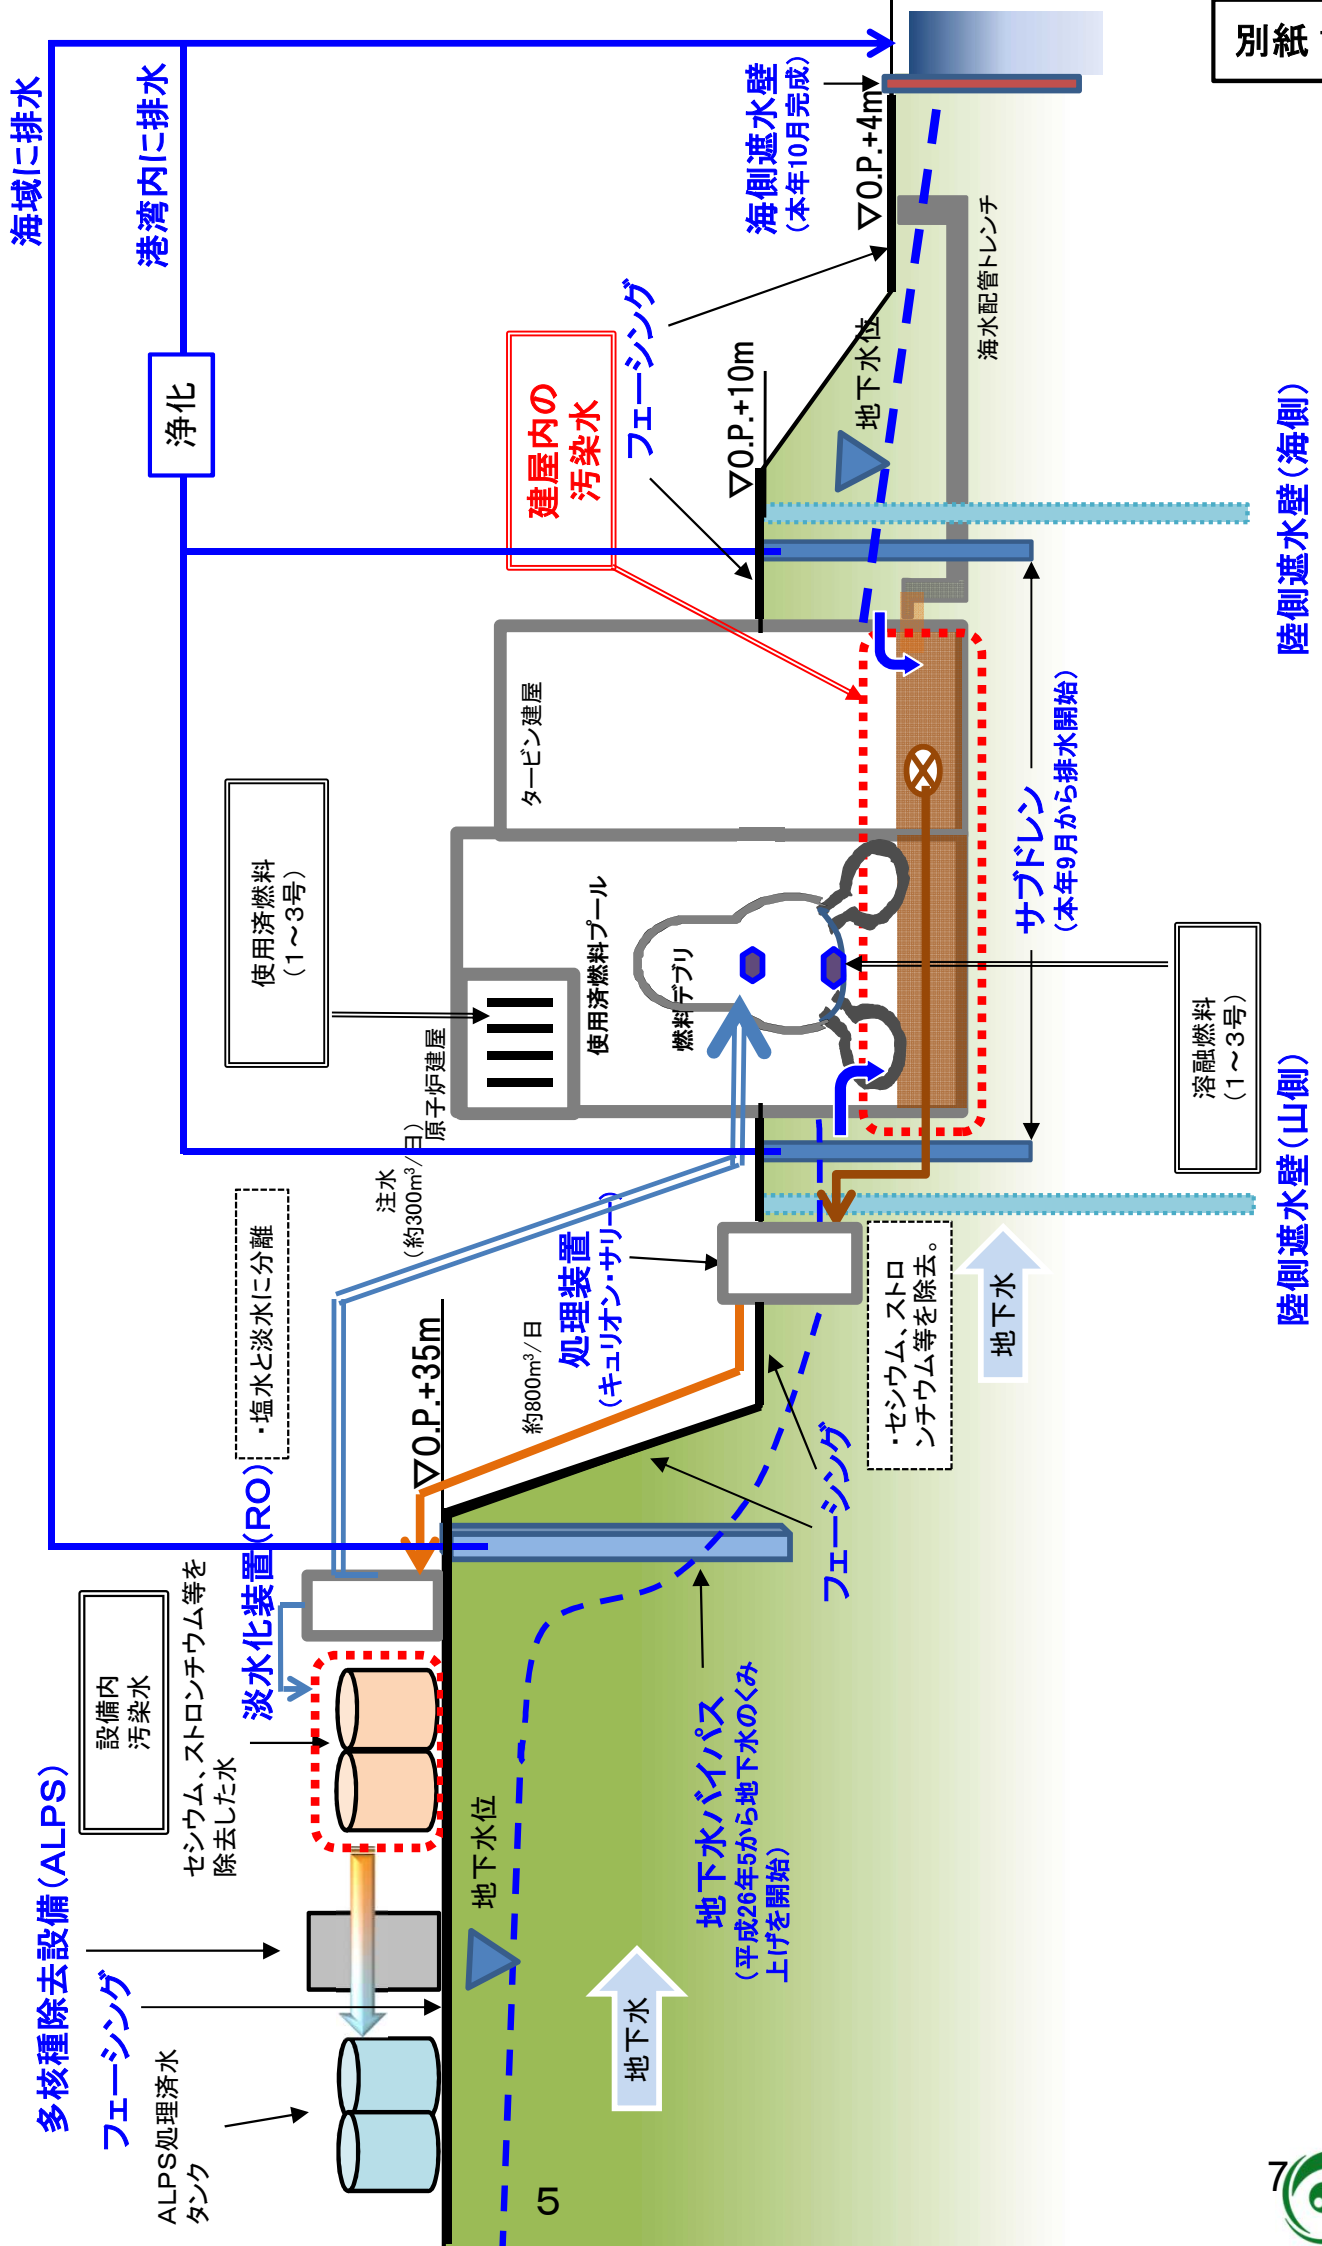 別紙
海域に排水
港湾内に排水
浄化
多核種除去設備(ALPS)
フェーシング
ALPS処理済水
タンク
設備内
汚染水
セシウム、ストロンチウム等を
除去した水
淡水化装置(RO)
・塩水と淡水に分離
▽O.P.+35m
注水
(約300m³/日)
約800m³/日
処理装置
(キュリオン・サリー)
・セシウム、ストロ
ンチウム等を除去。
使用済燃料
(1～3号)
原子炉建屋
使用済燃料プール
燃料デブリ
タービン建屋
建屋内の
汚染水
フェーシング
▽O.P.+10m
▽O.P.+4m
海側遮水壁
(本年10月完成)
地下水位
海水配管トレンチ
地下水位
地下水
地下水バイパス
(平成26年5から地下水のくみ
上げを開始)
フェーシング
地下水
サブドレン
(本年9月から排水開始)
溶融燃料
(1～3号)
陸側遮水壁(山側)
陸側遮水壁(海側)
5
7